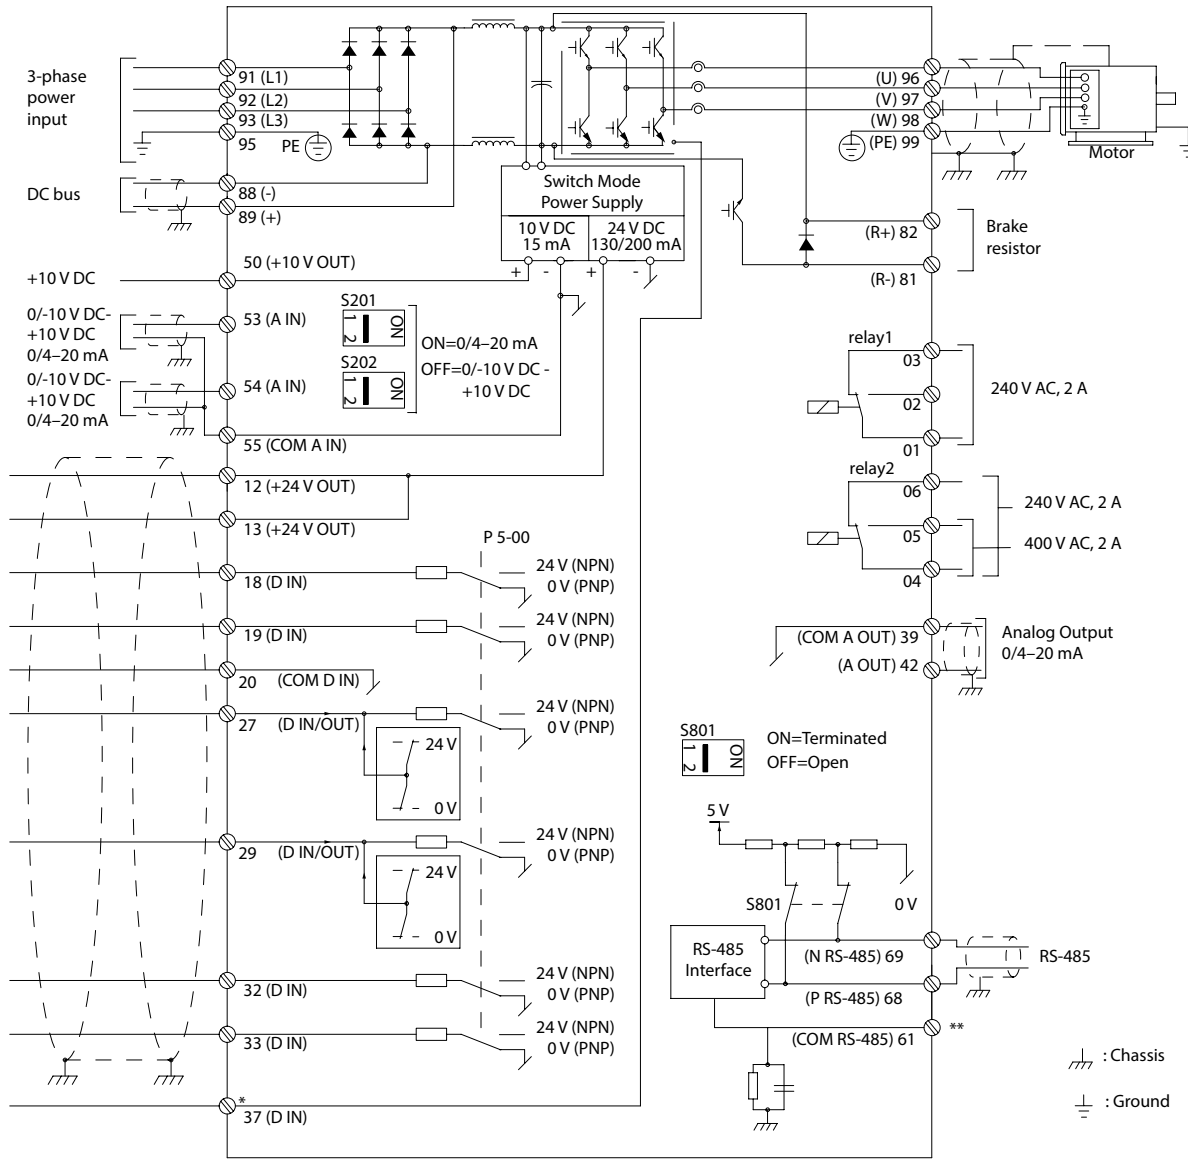 3-phase
power
input
91 (L1)
92 (L2)
93 (L3)
95
PE
DC bus
88 (-)
89 (+)
50 (+10 V OUT)
+10 V DC
53 (A IN)
0/-10 V DC-
+10 V DC
0/4–20 mA
0/-10 V DC-
+10 V DC
0/4–20 mA
54 (A IN)
55 (COM A IN)
12 (+24 V OUT)
13 (+24 V OUT)
Switch Mode
Power Supply
10 V DC
15 mA
24 V DC
130/200 mA
+ - + -
S201
1 2
ON
S202
1 2
ON
ON=0/4–20 mA
OFF=0/-10 V DC -
+10 V DC
P 5-00
18 (D IN)
24 V (NPN)
0 V (PNP)
19 (D IN)
24 V (NPN)
0 V (PNP)
20 (COM D IN)
27 (D IN/OUT)
24 V (NPN)
0 V (PNP)
24 V
0 V
29 (D IN/OUT)
24 V (NPN)
0 V (PNP)
24 V
0 V
32 (D IN)
24 V (NPN)
0 V (PNP)
33 (D IN)
24 V (NPN)
0 V (PNP)
*
37 (D IN)
(U) 96
(V) 97
(W) 98
(PE) 99
Motor
(R+) 82
(R-) 81
Brake
resistor
relay1
03
02
01
240 V AC, 2 A
relay2
06
05
04
240 V AC, 2 A
400 V AC, 2 A
(COM A OUT) 39
(A OUT) 42
Analog Output
0/4–20 mA
S801
1 2
ON
ON=Terminated
OFF=Open
5 V
S801
0 V
RS-485
Interface
(N RS-485) 69
RS-485
(P RS-485) 68
(COM RS-485) 61
**
: Chassis
: Ground